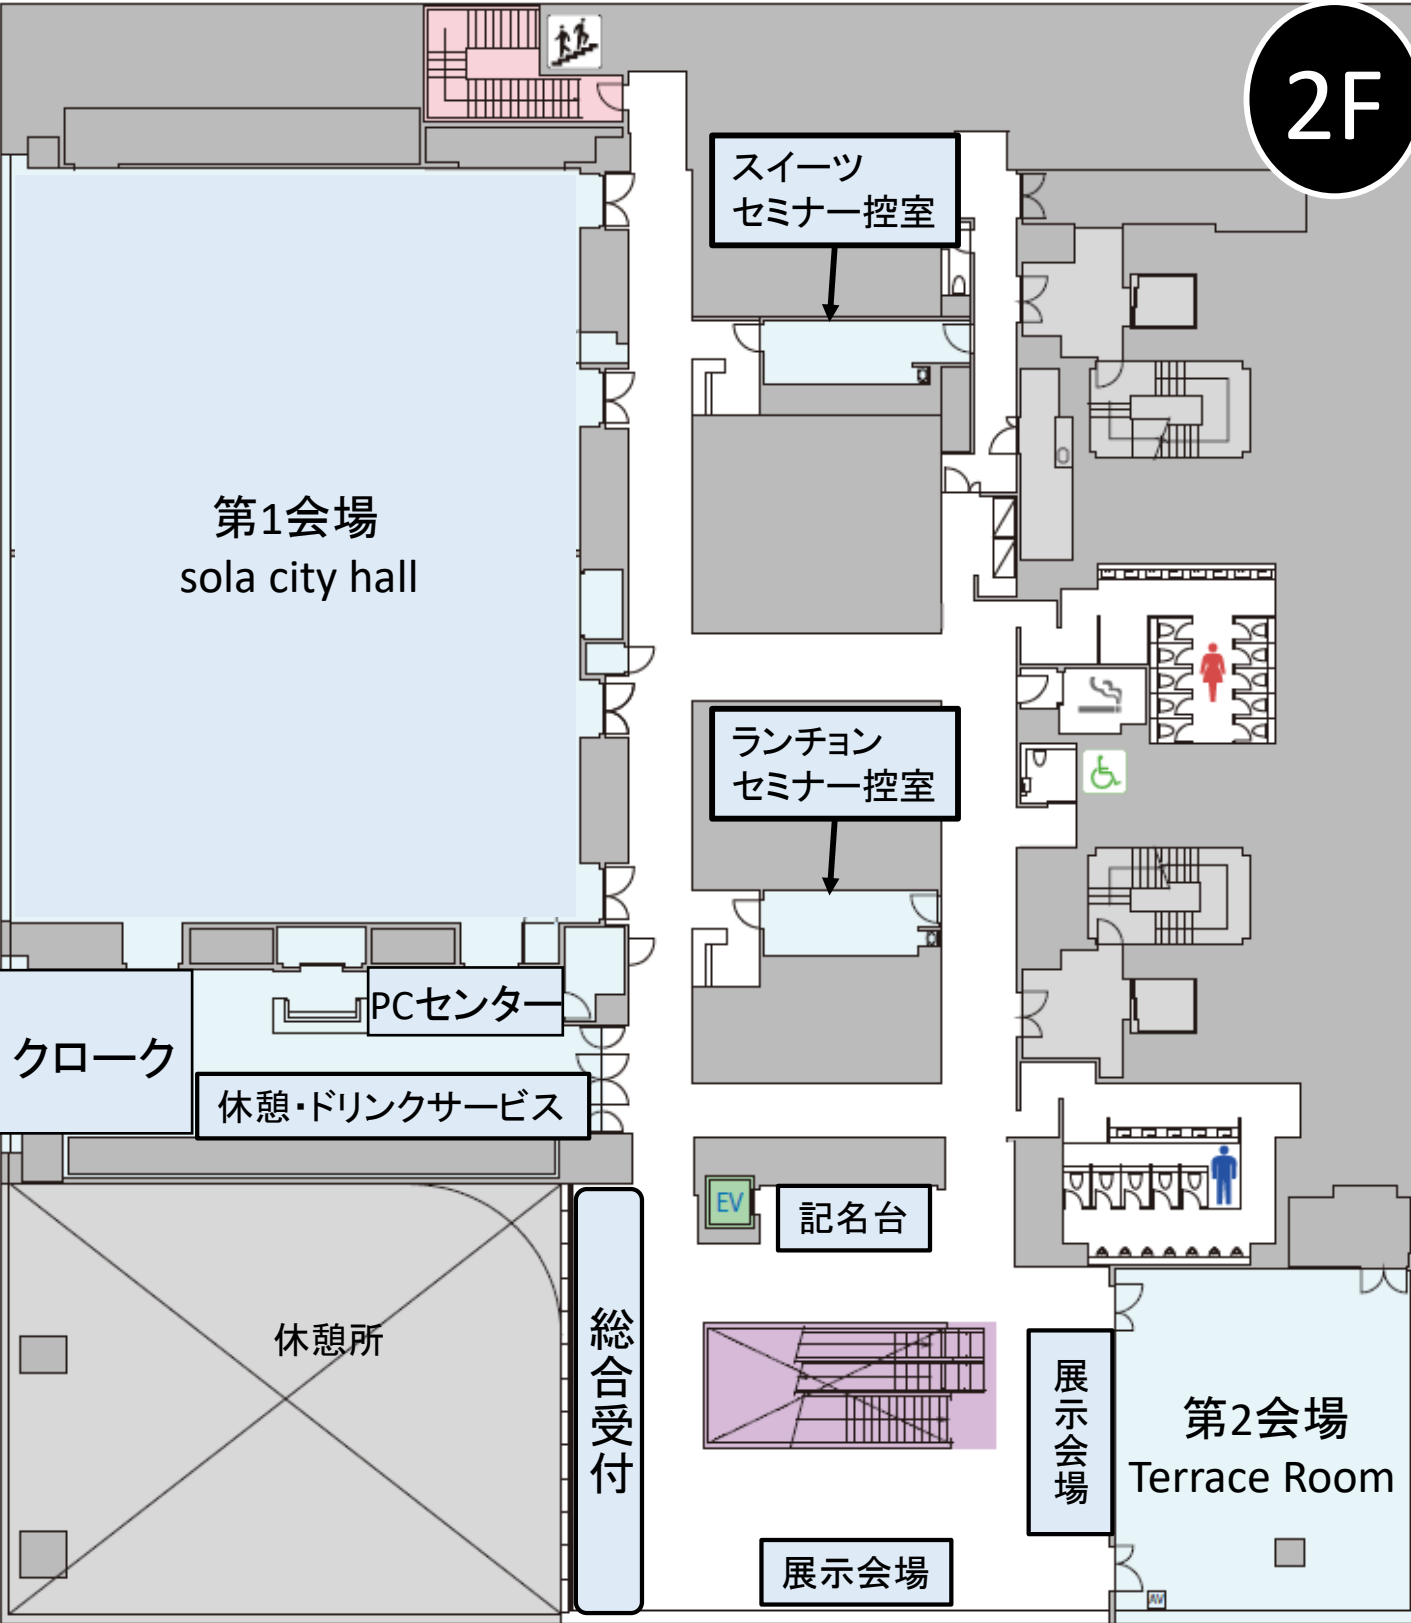 2F
スイーツ
セミナー控室
第1会場
sola city hall
ランチョン
セミナー控室
PCセンター
クローク
休憩・ドリンクサービス
EV
記名台
総合受付
休憩所
展示会場
第2会場
Terrace Room
展示会場
AV